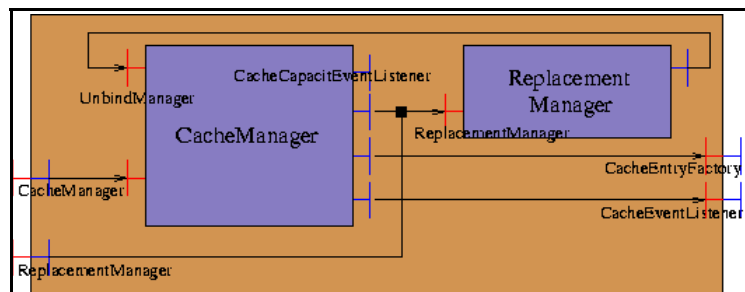 CacheCapacitEventListener
Replacement
Manager
UnbindManager
CacheManager
ReplacementManager
CacheEntryFactory
CacheManager
CacheEventListener
ReplacementManager